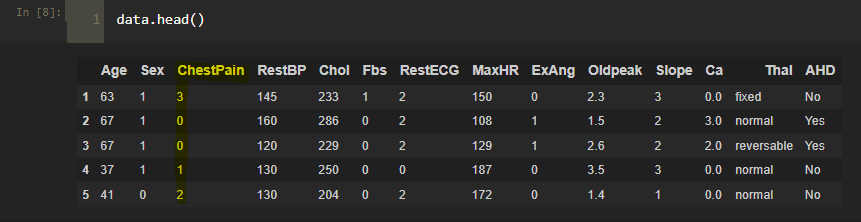 In [8]:
1 data.head()
Age Sex ChestPain RestBP Chol Fbs RestECG MaxHR ExAng Oldpeak Slope Ca Thal AHD
1 63 1 3 145 233 1 2 150 0 2.3 3 0.0 fixed No
2 67 1 0 160 286 0 2 108 1 1.5 2 3.0 normal Yes
3 67 1 0 120 229 0 2 129 1 2.6 2 2.0 reversable Yes
4 37 1 1 130 250 0 0 187 0 3.5 3 0.0 normal No
5 41 0 2 130 204 0 2 172 0 1.4 1 0.0 normal No